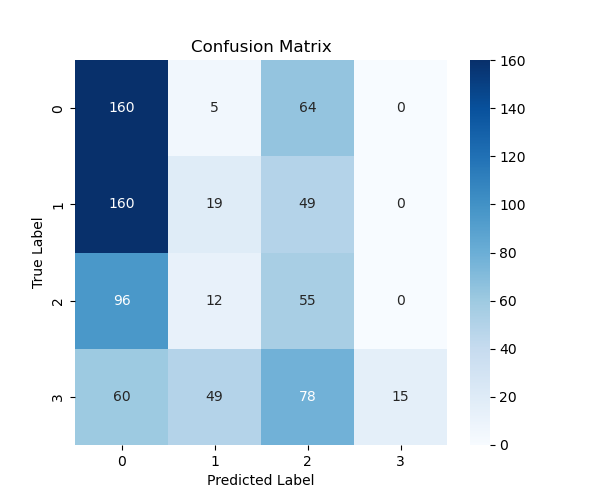 Confusion Matrix
True Label
0 160 5 64 0
1 160 19 49 0
2 96 12 55 0
3 60 49 78 15
0 1 2 3
Predicted Label
160
140
120
100
80
60
40
20
0